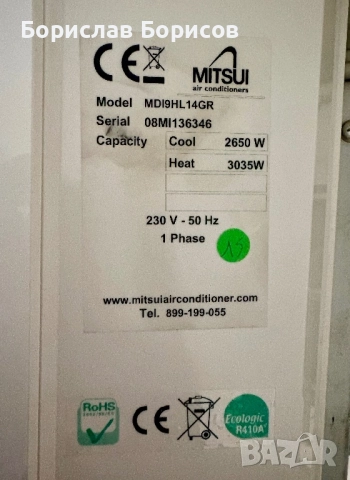 Борислав Борисов
CE
MITSUI
air conditioners
Model MDI9HL14GR
Serial 08MI136346
Capacity Cool 2650 W
Heat 3035W
230 V - 50 Hz
1 Phase
www.mitsuiairconditioner.com
Tel. 899-199-055
RoHS
CE
Ecologic
R410A
BAZAR